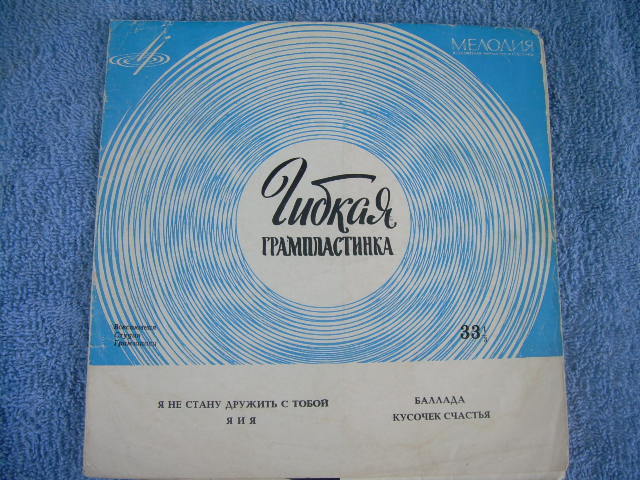 МЕЛОДИЯ
Гибкая
ГРАМПЛАСТИНКА
Всесоюзная
Студия
Грамзаписи
33⅓
Я НЕ СТАНУ ДРУЖИТЬ С ТОБОЙ
Я И Я
БАЛЛАДА
КУСОЧЕК СЧАСТЬЯ